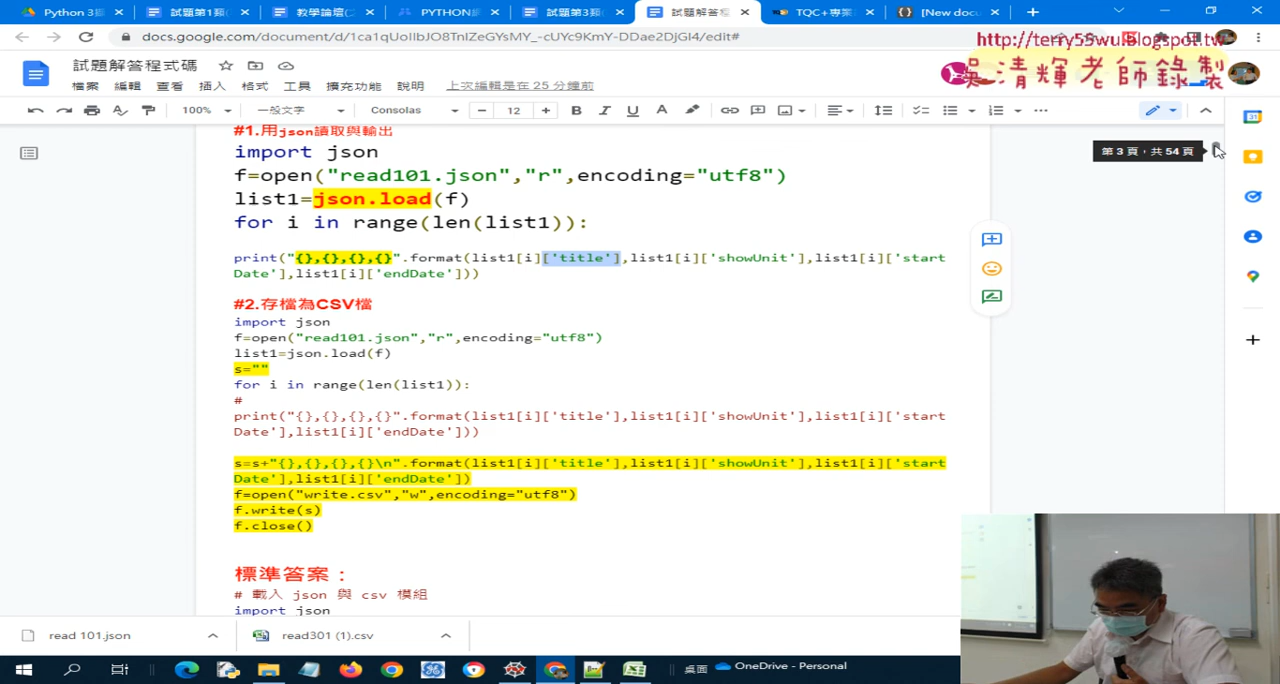 Python 3
試題第1類(
教學論壇(
PYTHON
試題第3類(
試題解答程
TQC+專案
[New docu
docs.google.com/document/d/1ca1qUoIlbJO8TnIZeGYsMY_-cUYc9KmY-DDae2DjGI4/edit#
http://terry55wu.blogspot.tw
吳清輝老師錄製
試題解答程式碼
檔案 編輯 查看 插入 格式 工具 擴充功能 說明 上次編輯是在 25 分鐘前
100% 一般文字 Consolas 12
第 3 頁，共 54 頁
#1.用json讀取與輸出
import json
f=open("read101.json","r",encoding="utf8")
list1=json.load(f)
for i in range(len(list1)):
print("{},{},{},{}".format(list1[i]['title'],list1[i]['showUnit'],list1[i]['start
Date'],list1[i]['endDate']))
#2.存檔為CSV檔
import json
f=open("read101.json","r",encoding="utf8")
list1=json.load(f)
s=""
for i in range(len(list1)):
#
print("{},{},{},{}".format(list1[i]['title'],list1[i]['showUnit'],list1[i]['start
Date'],list1[i]['endDate']))
s=s+"{},{},{},{}\n".format(list1[i]['title'],list1[i]['showUnit'],list1[i]['start
Date'],list1[i]['endDate'])
f=open("write.csv","w",encoding="utf8")
f.write(s)
f.close()
標準答案：
# 載入 json 與 csv 模組
import json
read 101.json
read301 (1).csv
桌面
OneDrive - Personal